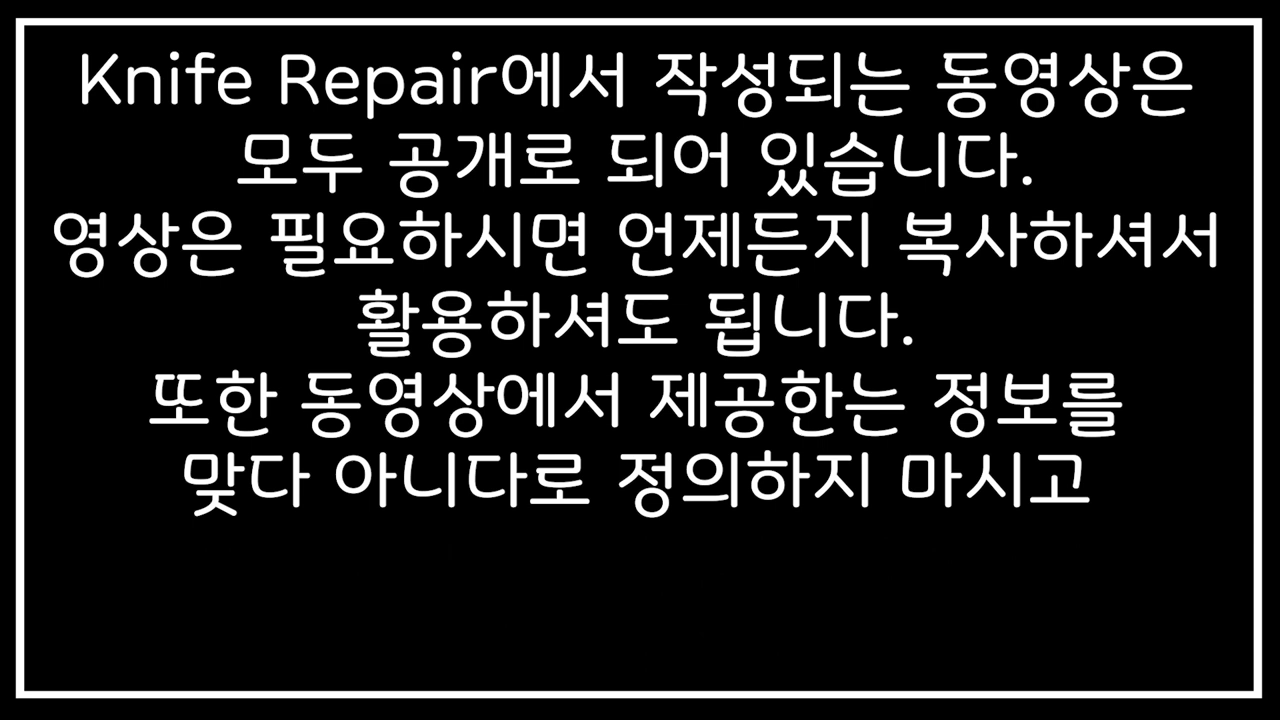 Knife Repair에서 작성되는 동영상은
모두 공개로 되어 있습니다.
영상은 필요하시면 언제든지 복사하셔서
활용하셔도 됩니다.
또한 동영상에서 제공한는 정보를
맞다 아니다로 정의하지 마시고